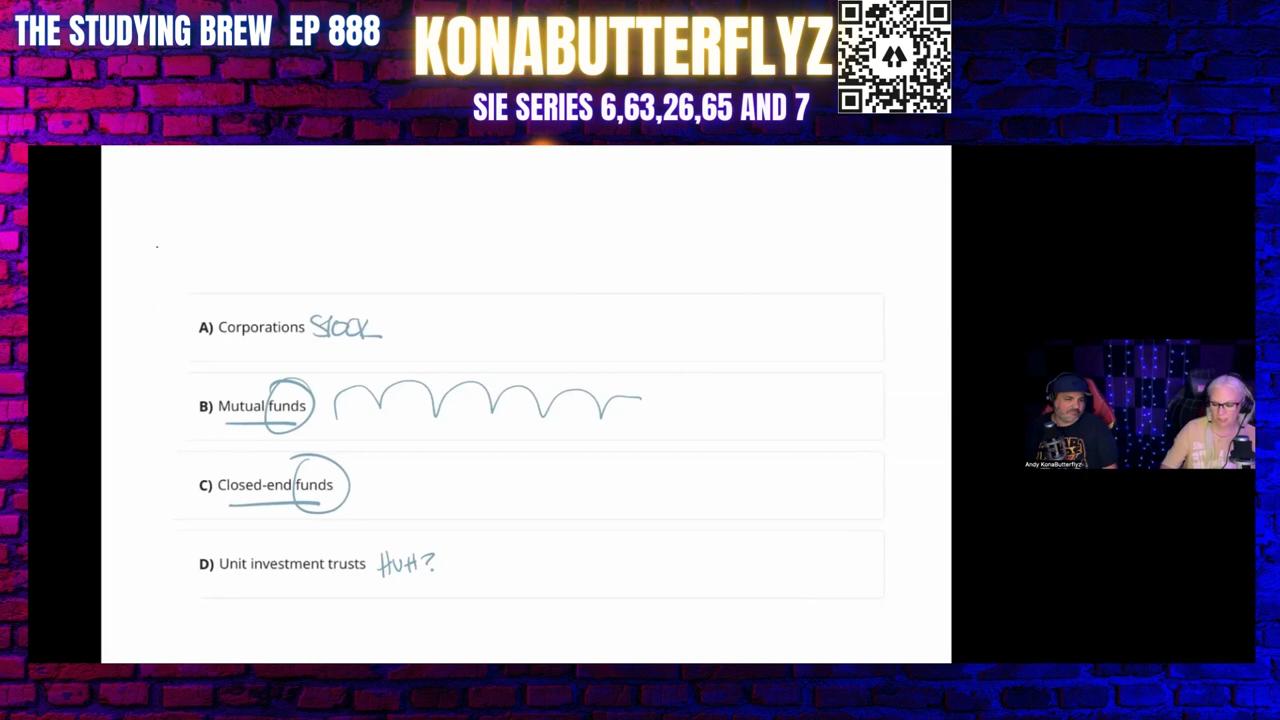 THE STUDYING BREW EP 888
KONABUTTERFLYZ
SIE SERIES 6,63,26,65 AND 7
A) Corporations STOCK
B) Mutual funds
C) Closed-end funds
D) Unit investment trusts HUH?
Andy KonaButterflyz